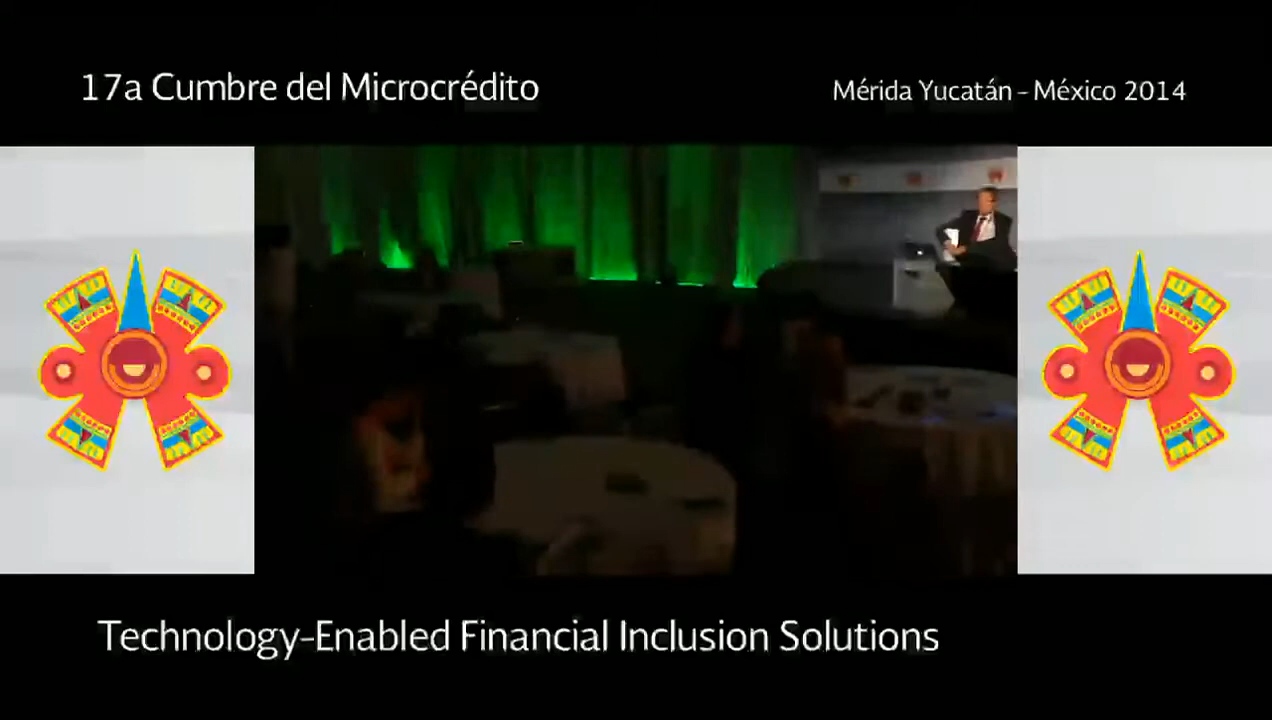 17a Cumbre del Microcrédito
Mérida Yucatán - México 2014
Technology-Enabled Financial Inclusion Solutions